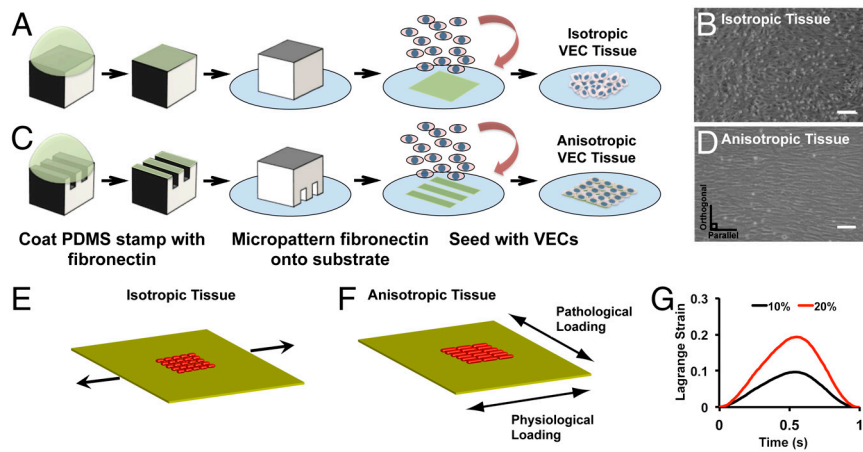 A
Isotropic
VEC Tissue
B
Isotropic Tissue
C
Anisotropic
VEC Tissue
D
Anisotropic Tissue
Orthogonal
Parallel
Coat PDMS stamp with
fibronectin
Micropattern fibronectin
onto substrate
Seed with VECs
E
Isotropic Tissue
F
Anisotropic Tissue
Pathological
Loading
Physiological
Loading
G
Lagrange Strain
0.3
0.2
0.1
0
10%
20%
0
0.5
1
Time (s)